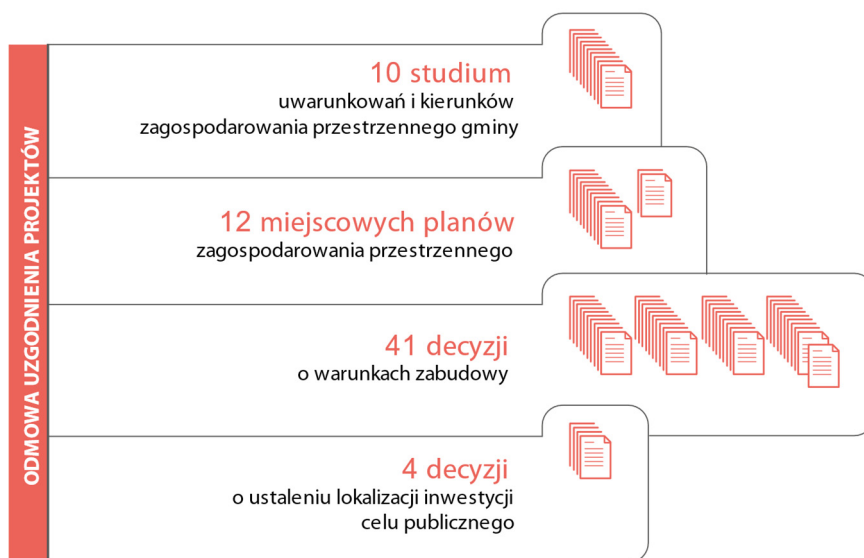 ODMOWA UZGODNIENIA PROJEKTÓW
10 studium
uwarunkowań i kierunków
zagospodarowania przestrzennego gminy
12 miejscowych planów
zagospodarowania przestrzennego
41 decyzji
o warunkach zabudowy
4 decyzji
o ustaleniu lokalizacji inwestycji
celu publicznego